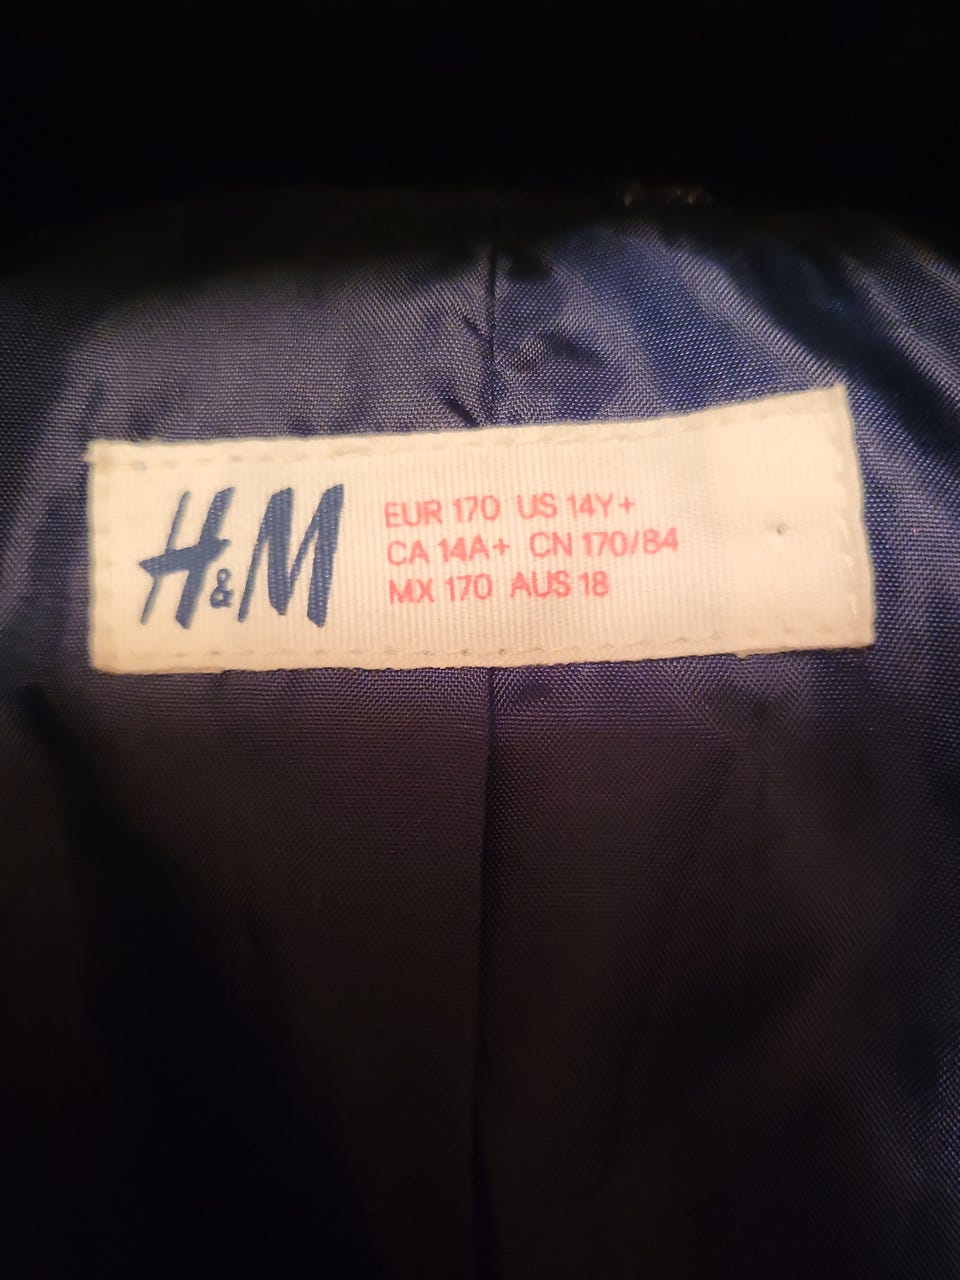 H&M
EUR 170 US 14Y+
CA 14A+ CN 170/84
MX 170 AUS 18